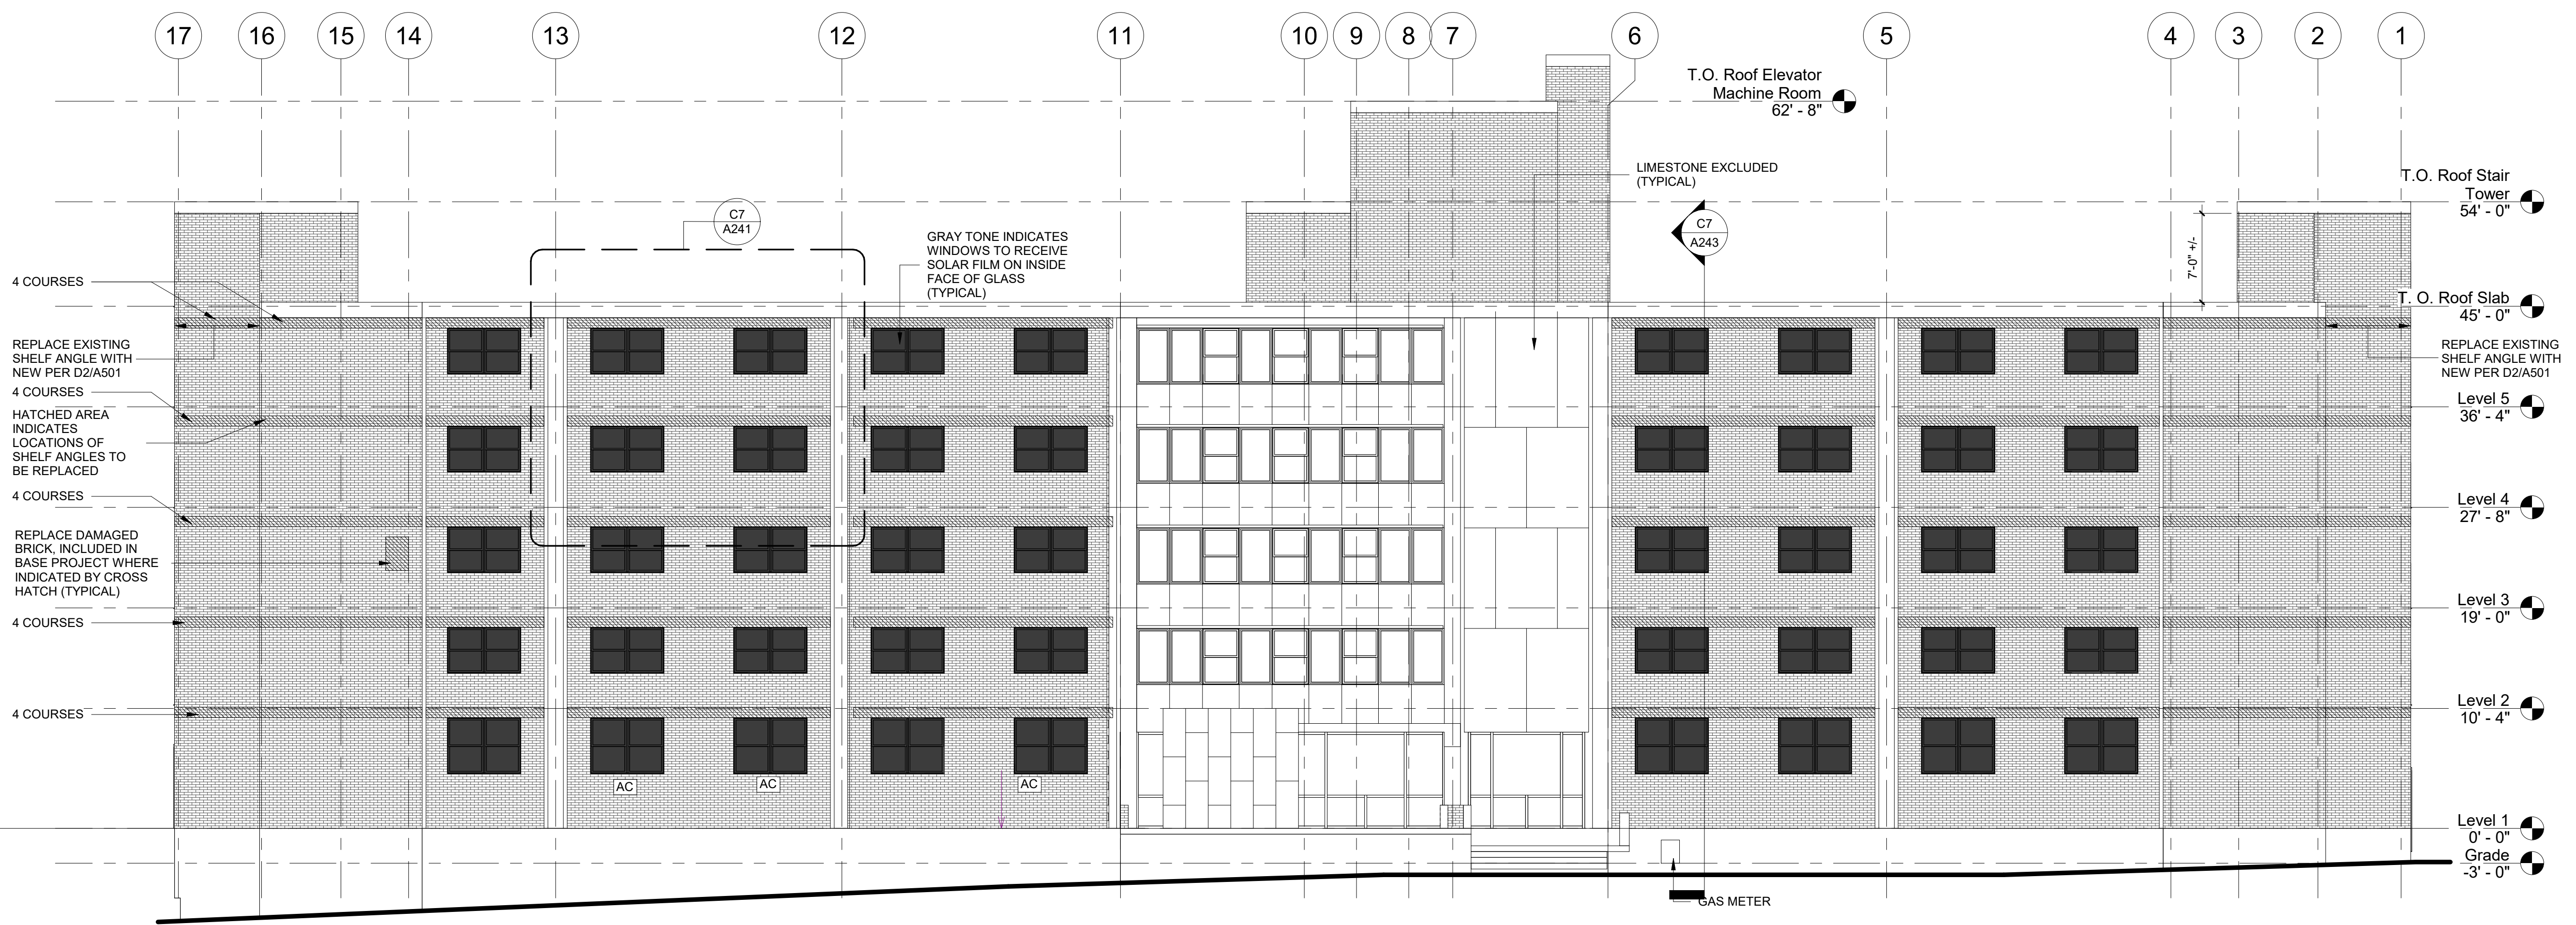 17
16
15
14
13
12
11
10
9
8
7
6
5
4
3
2
1
T.O. Roof Elevator
Machine Room
62' - 8"
LIMESTONE EXCLUDED
(TYPICAL)
T.O. Roof Stair
Tower
54' - 0"
C7
A241
C7
A243
GRAY TONE INDICATES
WINDOWS TO RECEIVE
SOLAR FILM ON INSIDE
FACE OF GLASS
(TYPICAL)
7'-0" +/-
4 COURSES
T. O. Roof Slab
45' - 0"
REPLACE EXISTING
SHELF ANGLE WITH
NEW PER D2/A501
REPLACE EXISTING
SHELF ANGLE WITH
NEW PER D2/A501
4 COURSES
HATCHED AREA
INDICATES
LOCATIONS OF
SHELF ANGLES TO
BE REPLACED
Level 5
36' - 4"
4 COURSES
Level 4
27' - 8"
REPLACE DAMAGED
BRICK, INCLUDED IN
BASE PROJECT WHERE
INDICATED BY CROSS
HATCH (TYPICAL)
Level 3
19' - 0"
4 COURSES
Level 2
10' - 4"
4 COURSES
AC
AC
AC
Level 1
0' - 0"
Grade
-3' - 0"
GAS METER